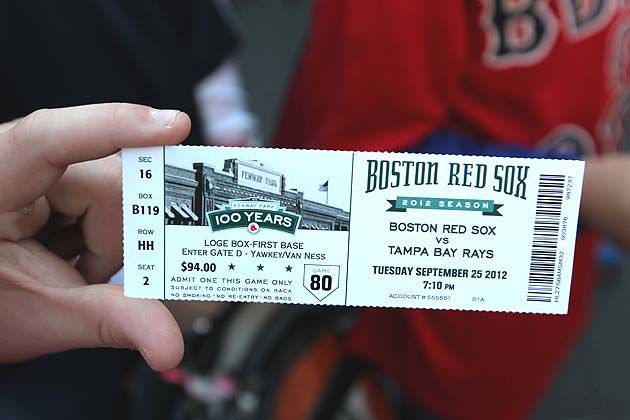 SEC
16
BOX
B119
ROW
HH
SEAT
2
FENWAY PARK
FENWAY PARK
100 YEARS
LOGE BOX-FIRST BASE
ENTER GATE D - YAWKEY/VAN NESS
$94.00
ADMIT ONE THIS GAME ONLY
SUBJECT TO CONDITIONS ON BACK
NO SMOKING - NO RE-ENTRY - NO BAGS
GAME
80
BOSTON RED SOX
2012 SEASON
BOSTON RED SOX
VS
TAMPA BAY RAYS
TUESDAY SEPTEMBER 25 2012
7:10 PM
ACCOUNT# 555551
S1A